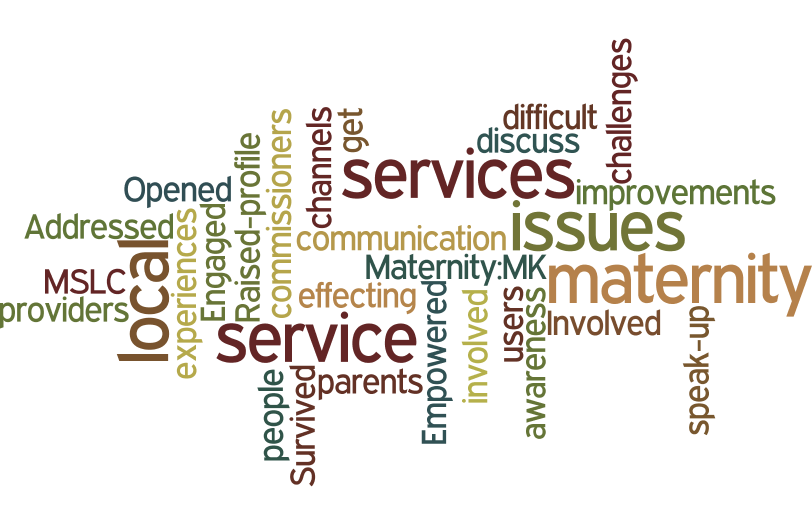 challenges
difficult
get
channels
discuss
commissioners
Raised-profile
services
Opened
improvements
Engaged
experiences
issues
Addressed
communication
local
Maternity:MK
maternity
MSLC
effecting
providers
Empowered
involved
users
awareness
Involved
service
speak-up
people
Survived
parents